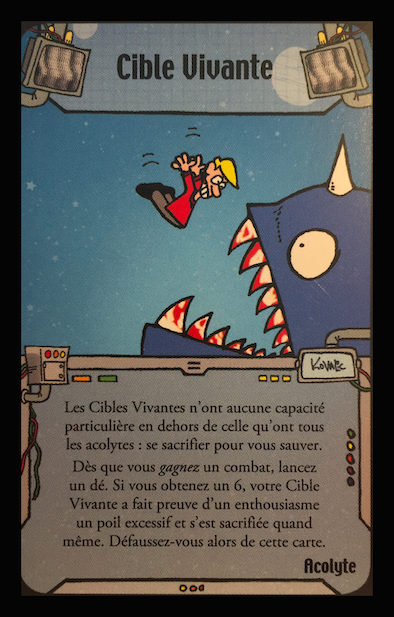 Cible Vivante
KOVALIC
Les Cibles Vivantes n'ont aucune capacité
particulière en dehors de celle qu'ont tous
les acolytes : se sacrifier pour vous sauver.
Dès que vous gagnez un combat, lancez
un dé. Si vous obtenez un 6, votre Cible
Vivante a fait preuve d'un enthousiasme
un poil excessif et s'est sacrifiée quand
même. Défaussez-vous alors de cette carte.
Acolyte